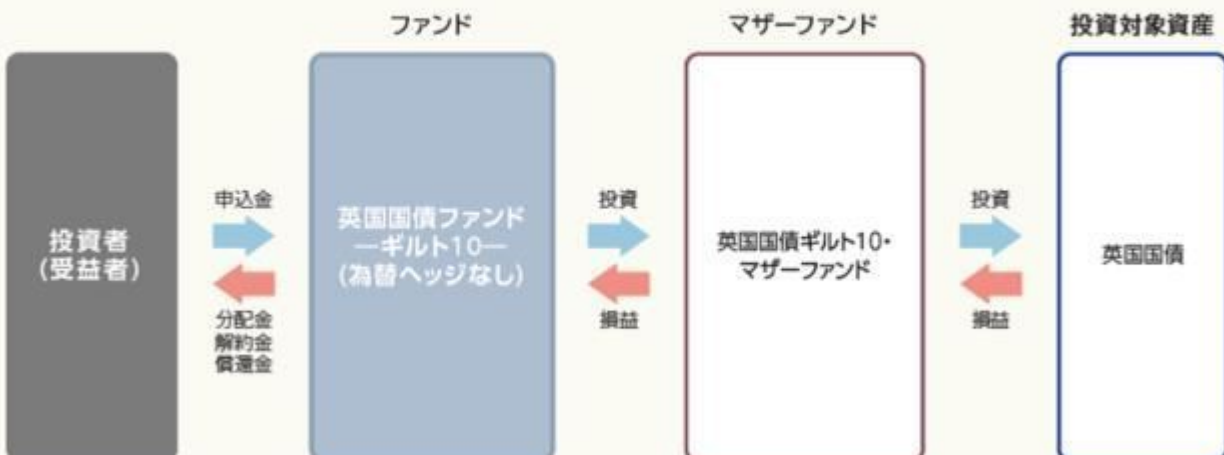 ファンド
マザーファンド
投資対象資産
投資者
(受益者)
申込金
分配金
解約金
償還金
英国国債ファンド
―ギルト10―
(為替ヘッジなし)
投資
損益
英国国債ギルト10・
マザーファンド
投資
損益
英国国債